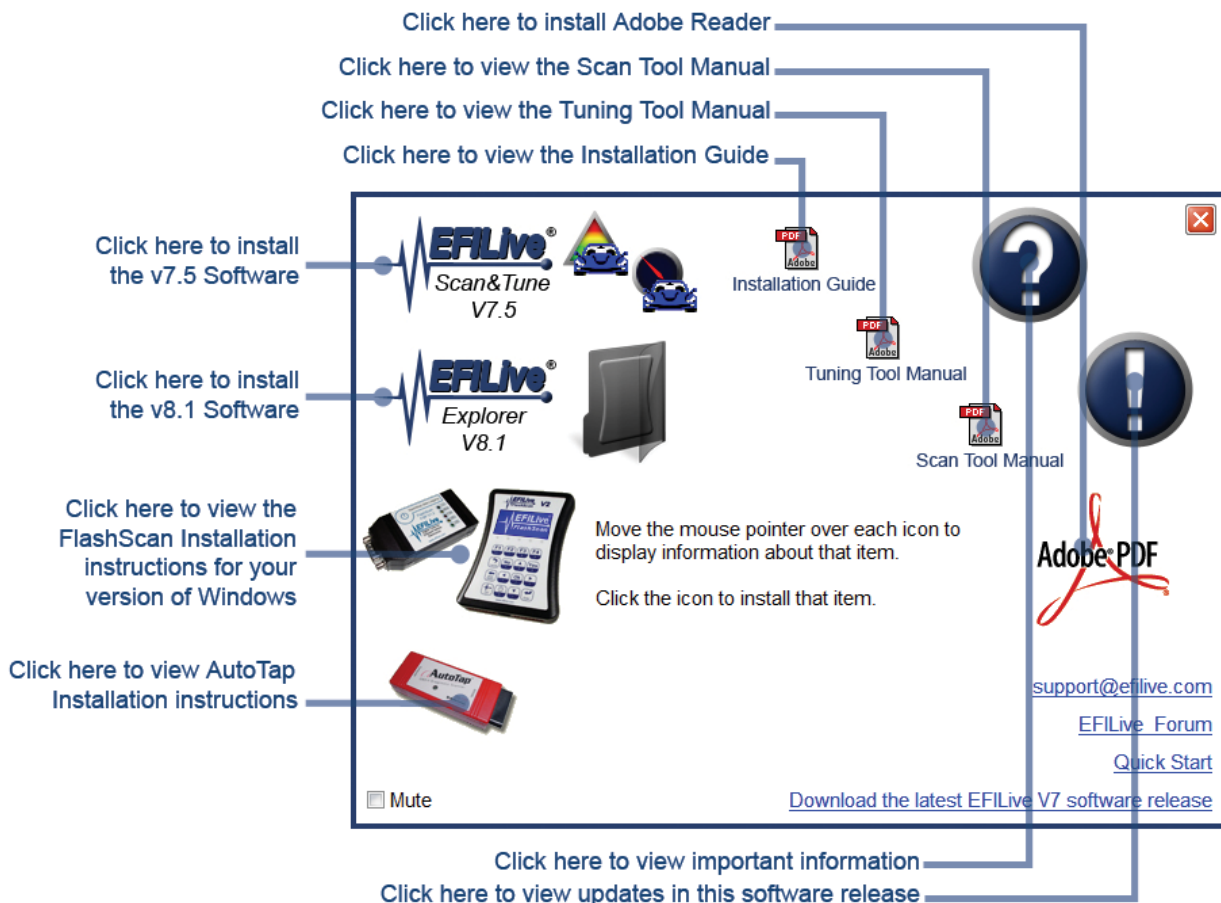 Click here to install Adobe Reader
Click here to view the Scan Tool Manual
Click here to view the Tuning Tool Manual
Click here to view the Installation Guide
Click here to install
the v7.5 Software
EFILive®
Scan&Tune
V7.5
PDF
Adobe
Installation Guide
?
PDF
Adobe
Tuning Tool Manual
!
Click here to install
the v8.1 Software
EFILive®
Explorer
V8.1
PDF
Adobe
Scan Tool Manual
Click here to view the
FlashScan Installation
instructions for your
version of Windows
EFILive V2
EFILive
FlashScan
Move the mouse pointer over each icon to
display information about that item.
Click the icon to install that item.
Adobe® PDF
Click here to view AutoTap
Installation instructions
AutoTap
support@efilive.com
EFILive Forum
Quick Start
Mute
Download the latest EFILive V7 software release
Click here to view important information
Click here to view updates in this software release